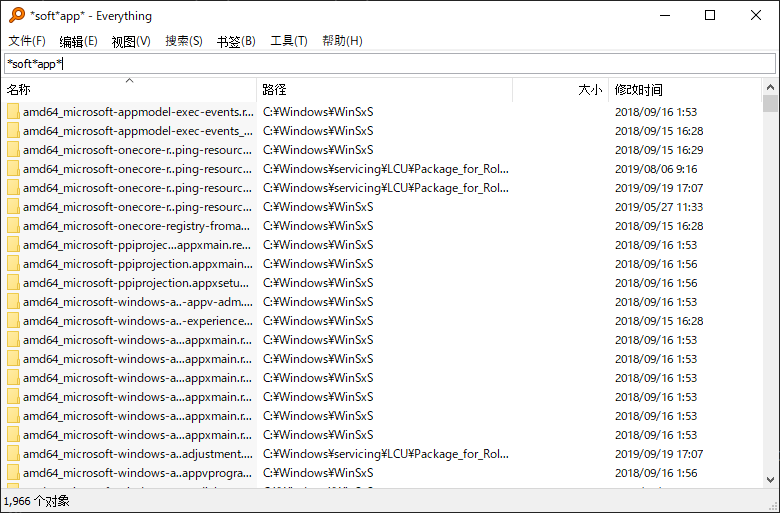 *soft*app* - Everything
文件(F) 编辑(E) 视图(V) 搜索(S) 书签(B) 工具(T) 帮助(H)
*soft*app*
名称 路径 大小 修改时间
amd64_microsoft-appmodel-exec-events.r... C:¥Windows¥WinSxS 2018/09/16 1:53
amd64_microsoft-appmodel-exec-events_... C:¥Windows¥WinSxS 2018/09/15 16:28
amd64_microsoft-onecore-r..ping-resourc... C:¥Windows¥WinSxS 2018/09/15 16:29
amd64_microsoft-onecore-r..ping-resourc... C:¥Windows¥servicing¥LCU¥Package_for_Rol... 2019/08/06 9:16
amd64_microsoft-onecore-r..ping-resourc... C:¥Windows¥servicing¥LCU¥Package_for_Rol... 2019/09/19 17:07
amd64_microsoft-onecore-r..ping-resourc... C:¥Windows¥WinSxS 2019/05/27 11:33
amd64_microsoft-onecore-registry-froma... C:¥Windows¥WinSxS 2018/09/15 16:28
amd64_microsoft-ppiprojec...appxmain.re... C:¥Windows¥WinSxS 2018/09/16 1:53
amd64_microsoft-ppiprojection.appxmain... C:¥Windows¥WinSxS 2018/09/16 1:56
amd64_microsoft-ppiprojection.appxsetu... C:¥Windows¥WinSxS 2018/09/16 1:56
amd64_microsoft-windows-a..-appv-adm... C:¥Windows¥WinSxS 2018/09/16 1:53
amd64_microsoft-windows-a..-experience... C:¥Windows¥WinSxS 2018/09/15 16:28
amd64_microsoft-windows-a...appxmain.r... C:¥Windows¥WinSxS 2018/09/16 1:53
amd64_microsoft-windows-a...appxmain.r... C:¥Windows¥WinSxS 2018/09/16 1:53
amd64_microsoft-windows-a...appxmain.r... C:¥Windows¥WinSxS 2018/09/16 1:53
amd64_microsoft-windows-a...appxmain.r... C:¥Windows¥WinSxS 2018/09/16 1:53
amd64_microsoft-windows-a...appxmain.r... C:¥Windows¥WinSxS 2018/09/16 1:53
amd64_microsoft-windows-a...appxmain.r... C:¥Windows¥WinSxS 2018/09/16 1:53
amd64_microsoft-windows-a..adjustment.... C:¥Windows¥servicing¥LCU¥Package_for_Rol... 2019/09/19 17:07
amd64_microsoft-windows-a..appvprogra... C:¥Windows¥WinSxS 2018/09/16 1:56
1,966 个对象